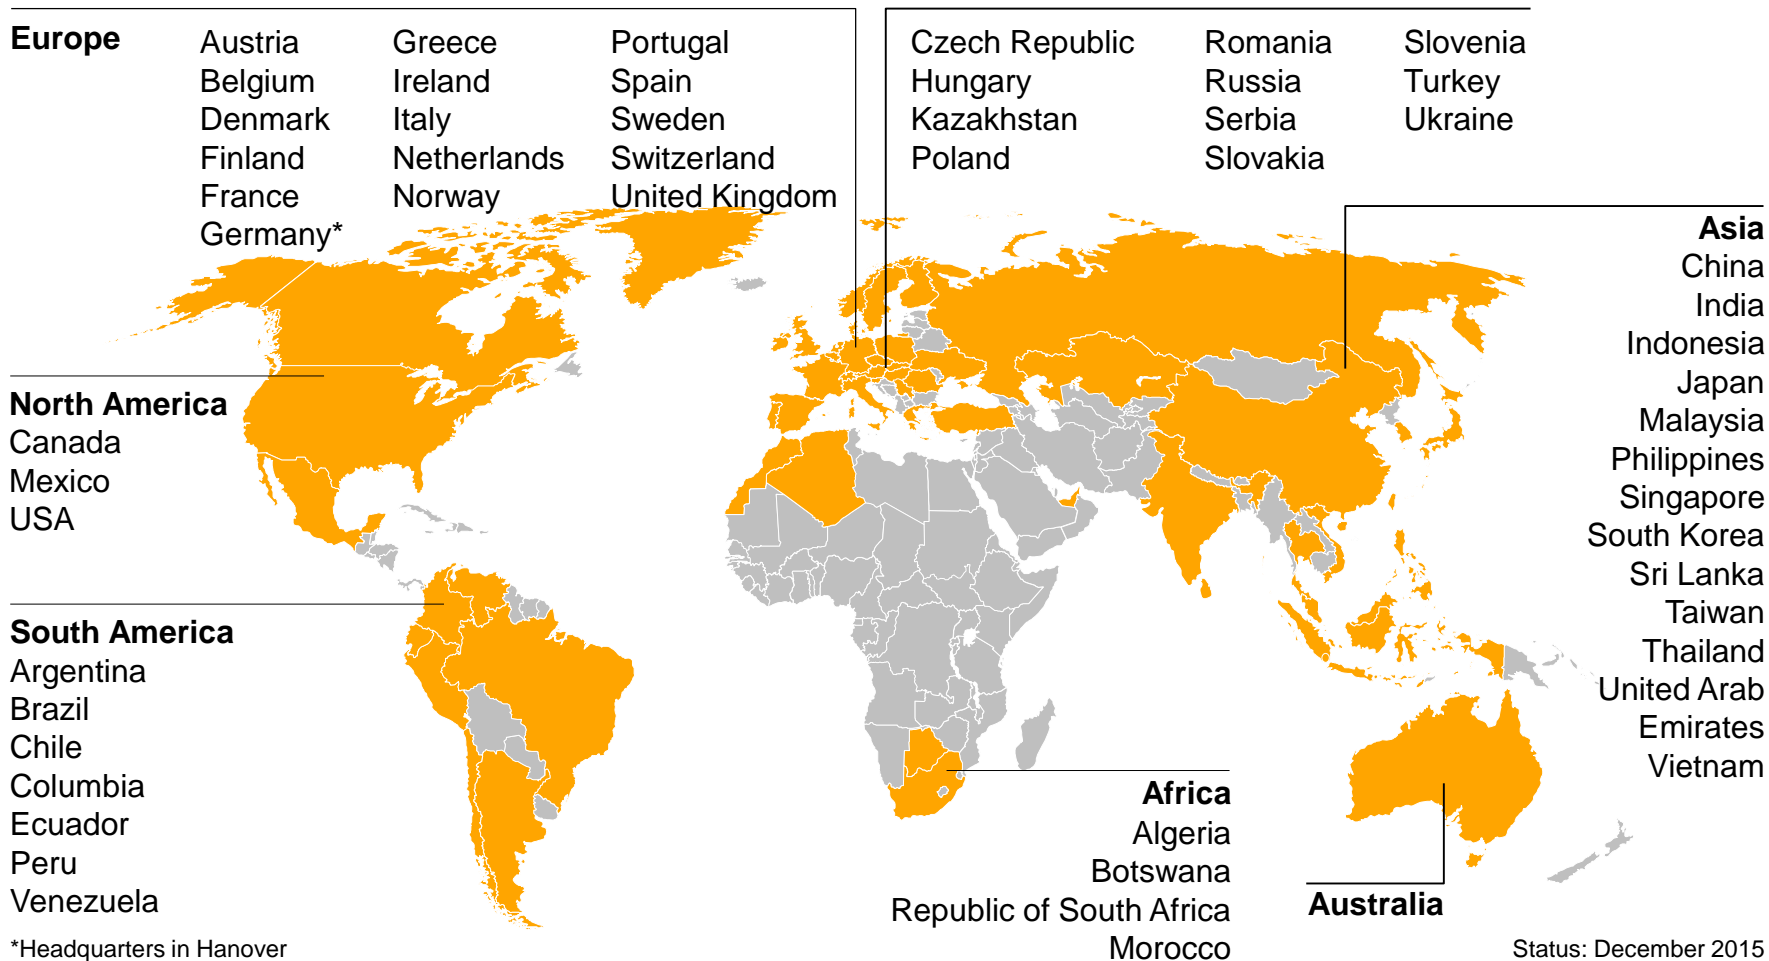 Europe
Austria
Belgium
Denmark
Finland
France
Germany*
Greece
Ireland
Italy
Netherlands
Norway
Portugal
Spain
Sweden
Switzerland
United Kingdom
Czech Republic
Hungary
Kazakhstan
Poland
Romania
Russia
Serbia
Slovakia
Slovenia
Turkey
Ukraine
Asia
China
India
Indonesia
Japan
Malaysia
Philippines
Singapore
South Korea
Sri Lanka
Taiwan
Thailand
United Arab
Emirates
Vietnam
North America
Canada
Mexico
USA
South America
Argentina
Brazil
Chile
Columbia
Ecuador
Peru
Venezuela
Africa
Algeria
Botswana
Republic of South Africa
Morocco
Australia
*Headquarters in Hanover
Status: December 2015